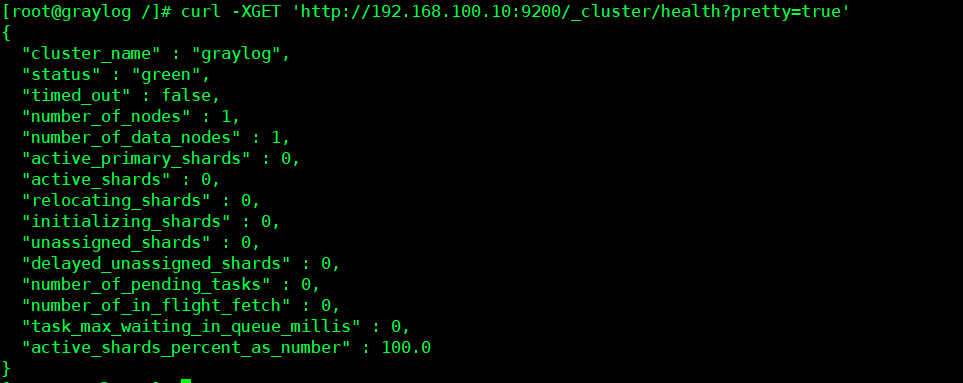 [root@graylog /]# curl -XGET 'http://192.168.100.10:9200/_cluster/health?pretty=true'
{
  "cluster_name" : "graylog",
  "status" : "green",
  "timed_out" : false,
  "number_of_nodes" : 1,
  "number_of_data_nodes" : 1,
  "active_primary_shards" : 0,
  "active_shards" : 0,
  "relocating_shards" : 0,
  "initializing_shards" : 0,
  "unassigned_shards" : 0,
  "delayed_unassigned_shards" : 0,
  "number_of_pending_tasks" : 0,
  "number_of_in_flight_fetch" : 0,
  "task_max_waiting_in_queue_millis" : 0,
  "active_shards_percent_as_number" : 100.0
}